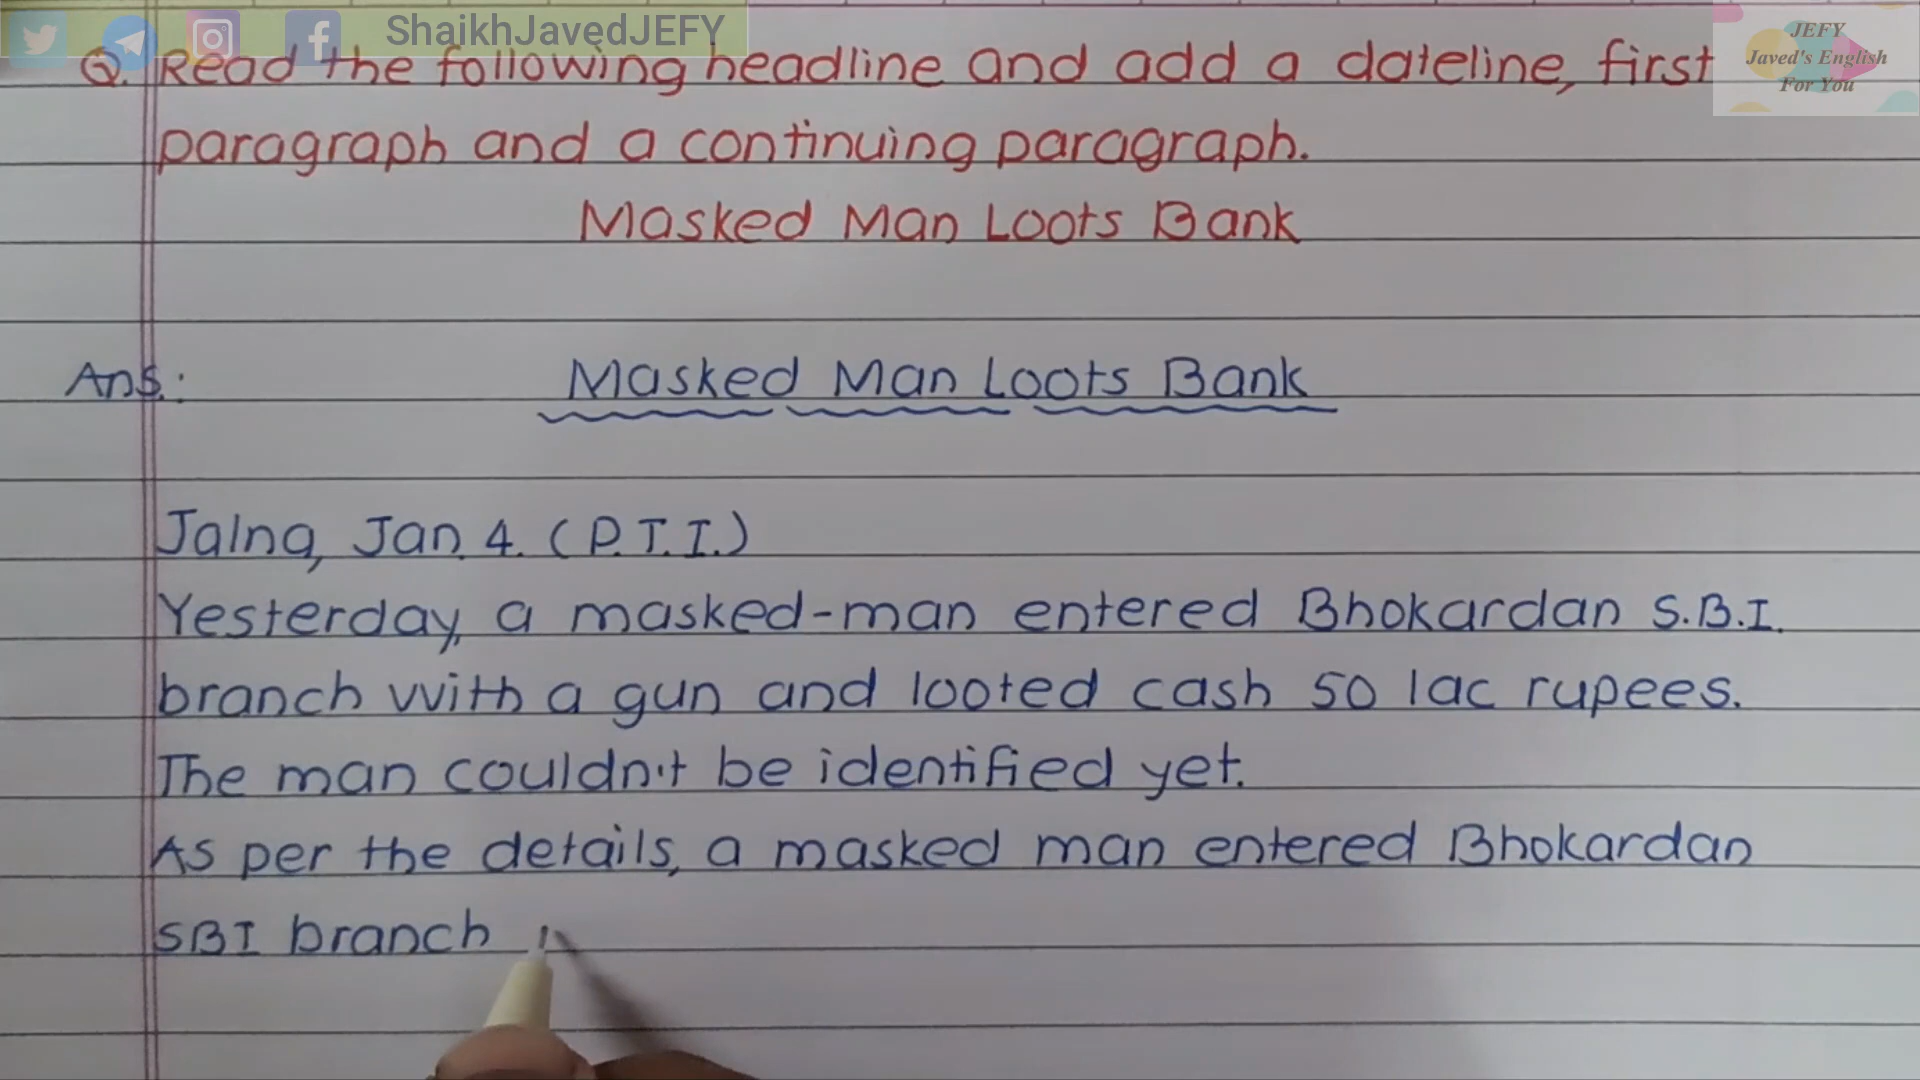 ShaikhJavedJEFY
JEFY
Javed's English
For You
Q. Read the following headline and add a dateline, first
paragraph and a continuing paragraph.
Masked Man Loots Bank
Ans.: Masked Man Loots Bank
Jalna, Jan. 4. (P.T.I.)
Yesterday, a masked-man entered Bhokardan S.B.I.
branch with a gun and looted cash 50 lac rupees.
The man couldn't be identified yet.
As per the details, a masked man entered Bhokardan
SBI branch